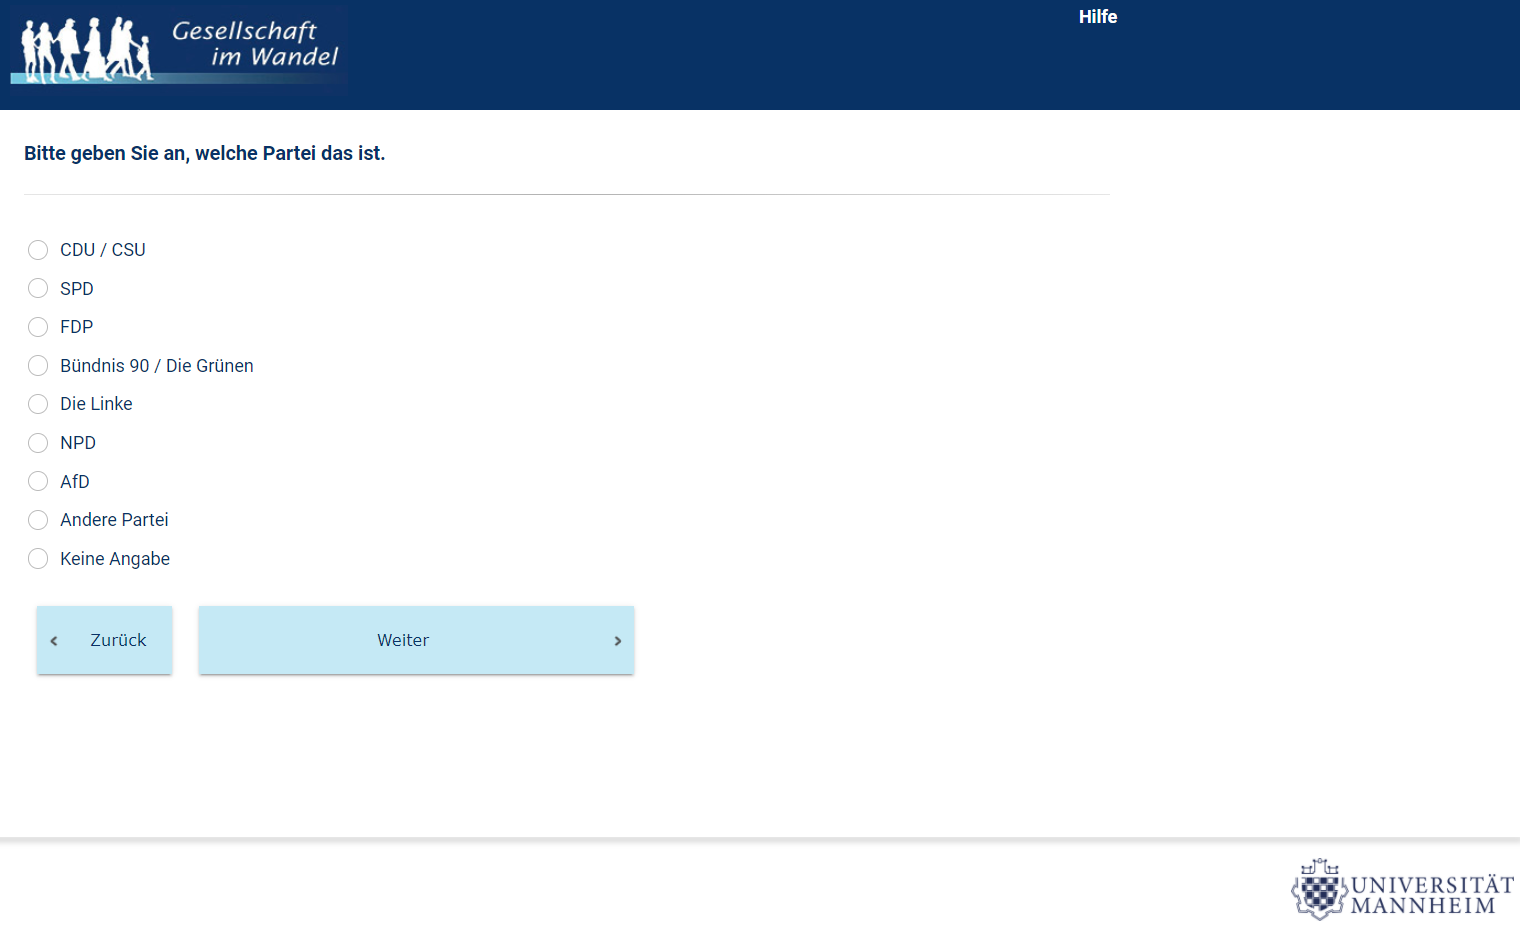 Gesellschaft
im Wandel
Hilfe
Bitte geben Sie an, welche Partei das ist.
CDU / CSU
SPD
FDP
Bündnis 90 / Die Grünen
Die Linke
NPD
AfD
Andere Partei
Keine Angabe
Zurück
Weiter
UNIVERSITÄT
MANNHEIM